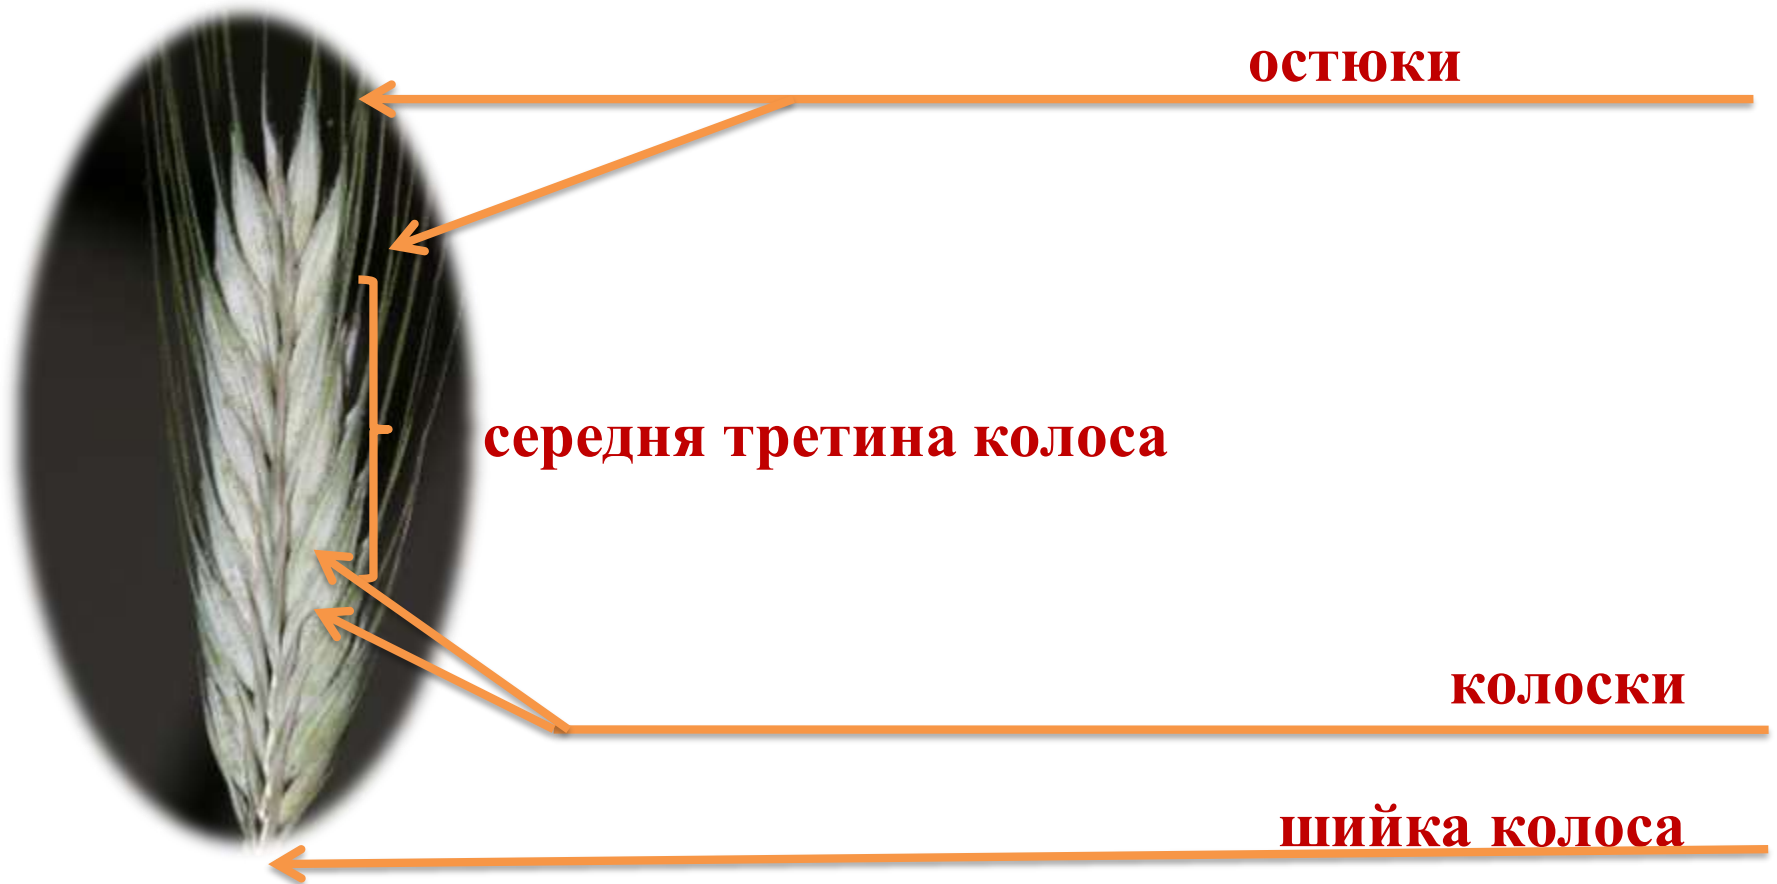 остюки
середня третина колоса
колоски
шийка колоса